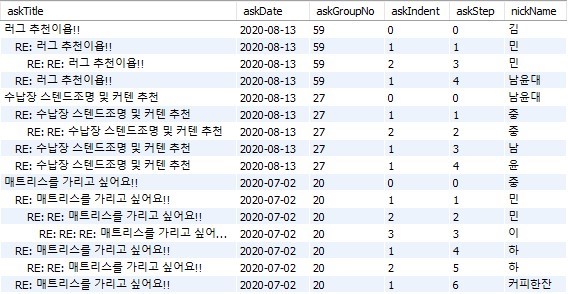 askTitle askDate askGroupNo askIndent askStep nickName
러그 추천이욥!! 2020-08-13 59 0 0 김
RE: 러그 추천이욥!! 2020-08-13 59 1 1 민
RE: RE: 러그 추천이욥!! 2020-08-13 59 2 3 민
RE: 러그 추천이욥!! 2020-08-13 59 1 4 남윤대
수납장 스텐드조명 및 커텐 추천 2020-08-13 27 0 0 남윤대
RE: 수납장 스텐드조명 및 커텐 추천 2020-08-13 27 1 1 중
RE: RE: 수납장 스텐드조명 및 커텐 추천 2020-08-13 27 2 2 중
RE: 수납장 스텐드조명 및 커텐 추천 2020-08-13 27 1 3 남
RE: 수납장 스텐드조명 및 커텐 추천 2020-08-13 27 1 4 윤
매트리스를 가리고 싶어요!! 2020-07-02 20 0 0 중
RE: 매트리스를 가리고 싶어요!! 2020-07-02 20 1 1 민
RE: RE: 매트리스를 가리고 싶어요!! 2020-07-02 20 2 2 민
RE: RE: RE: 매트리스를 가리고 싶어... 2020-07-02 20 3 3 이
RE: 매트리스를 가리고 싶어요!! 2020-07-02 20 1 4 하
RE: RE: 매트리스를 가리고 싶어요!! 2020-07-02 20 2 5 하
RE: 매트리스를 가리고 싶어요!! 2020-07-02 20 1 6 커피한잔